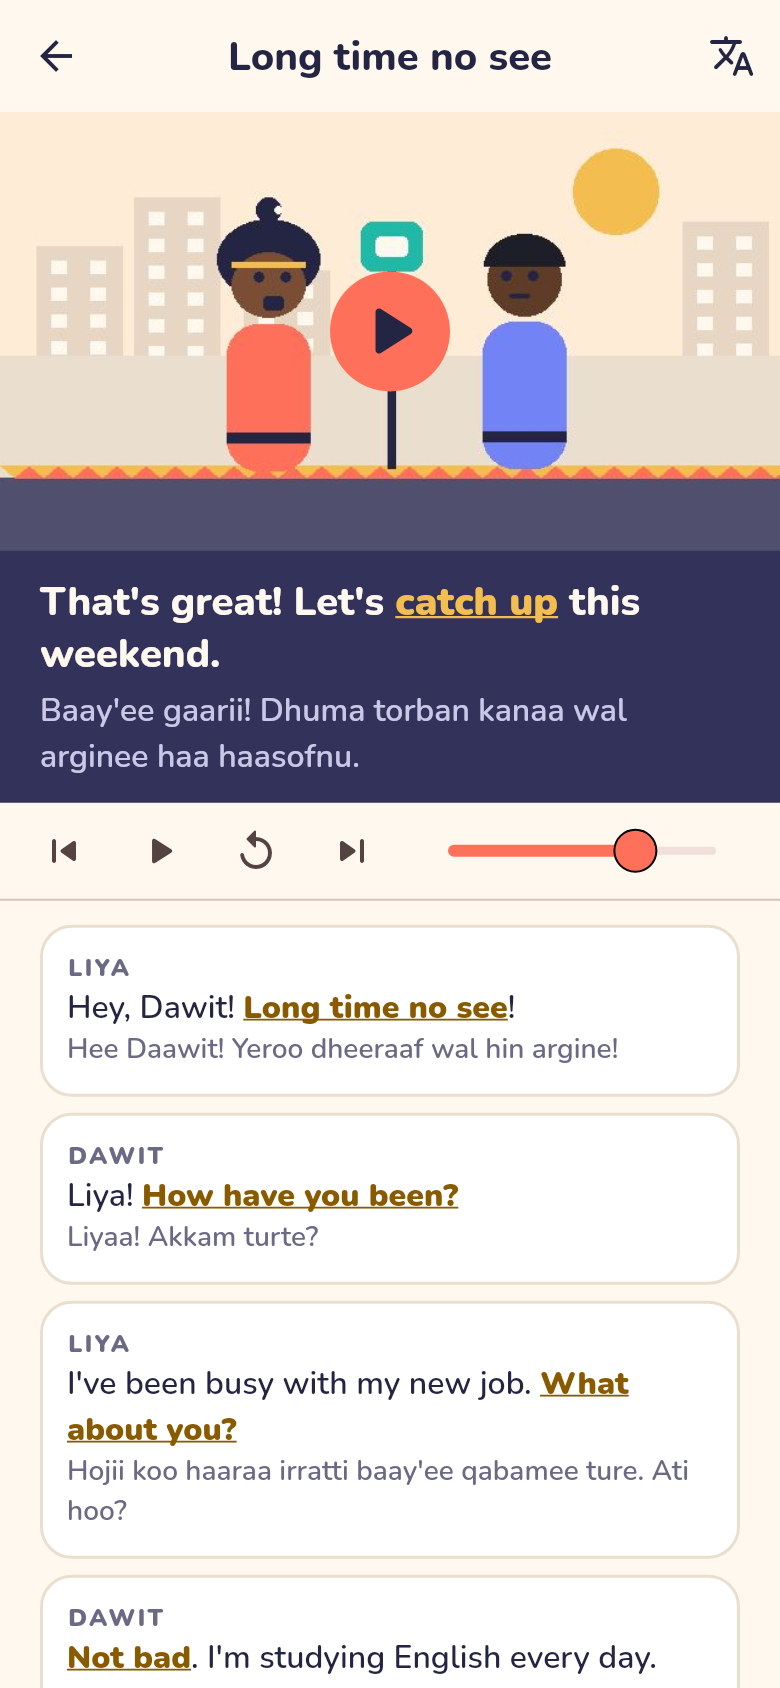 Long time no see
That's great! Let's catch up this
weekend.
Baay'ee gaarii! Dhuma torban kanaa wal
arginee haa haasofnu.
LIYA
Hey, Dawit! Long time no see!
Hee Daawit! Yeroo dheeraaf wal hin argine!
DAWIT
Liya! How have you been?
Liyaa! Akkam turte?
LIYA
I've been busy with my new job. What
about you?
Hojii koo haaraa irratti baay'ee qabamee ture. Ati
hoo?
DAWIT
Not bad. I'm studying English every day.